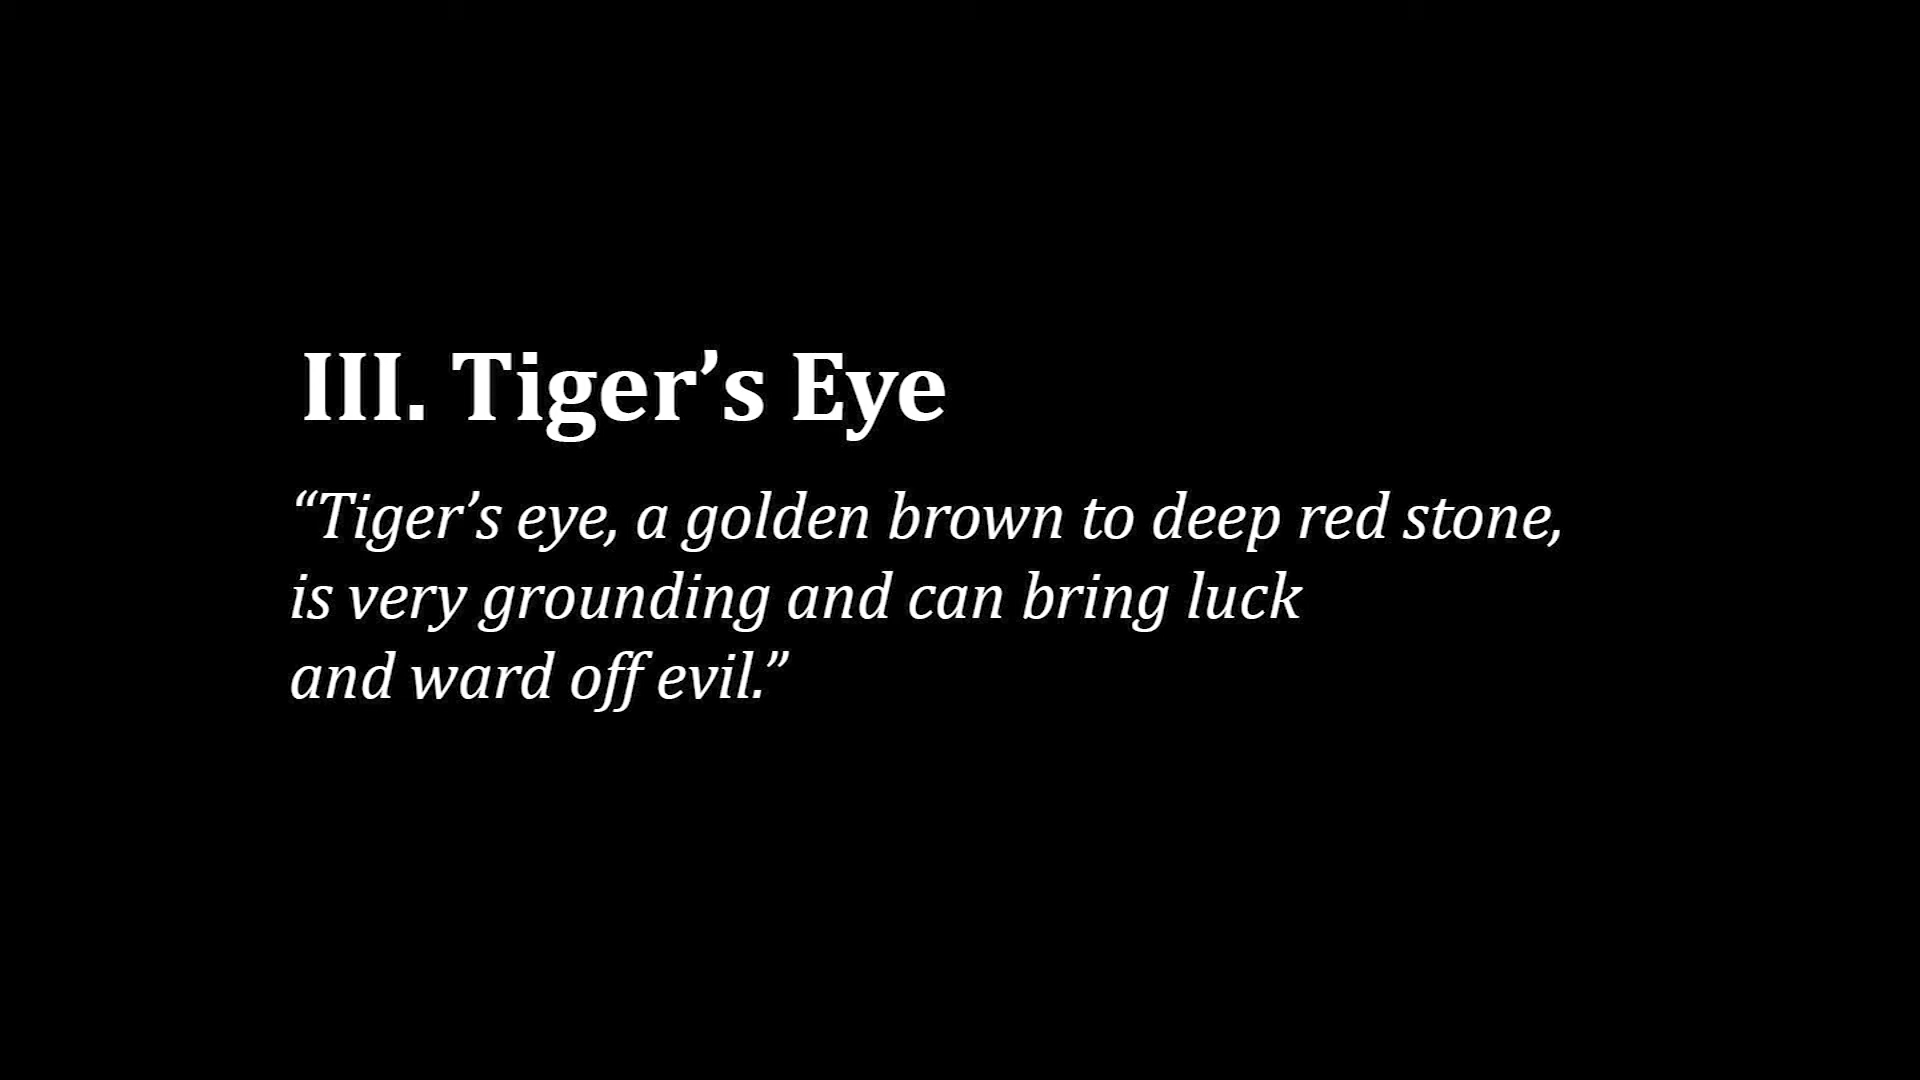 III. Tiger’s Eye
“Tiger’s eye, a golden brown to deep red stone,
is very grounding and can bring luck
and ward off evil.”